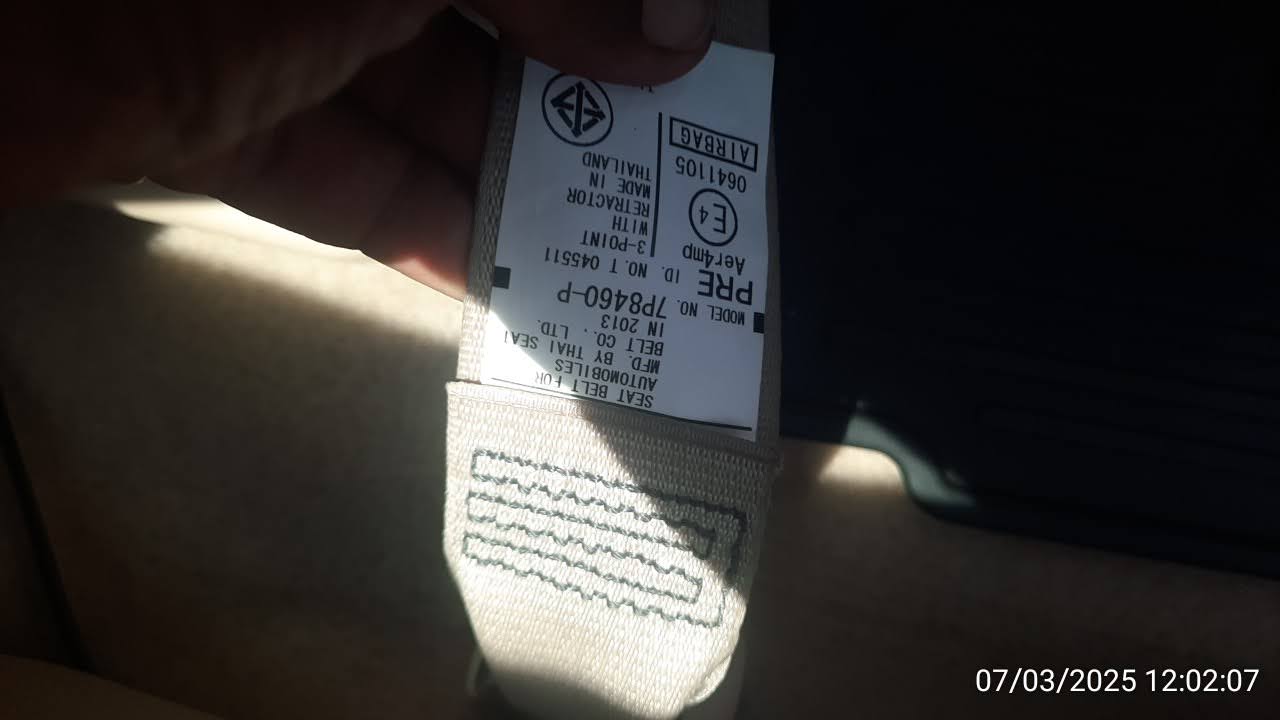 SEAT BELT FOR
AUTOMOBILES
MFD. BY THAI SEAT
BELT CO., LTD.
IN 2013
MODEL NO. 7P8460-P
PRE ID. NO. T 045511
Aer4mp
E4
0641105
AIRBAG
3-POINT
WITH
RETRACTOR
MADE IN
THAILAND
07/03/2025 12:02:07